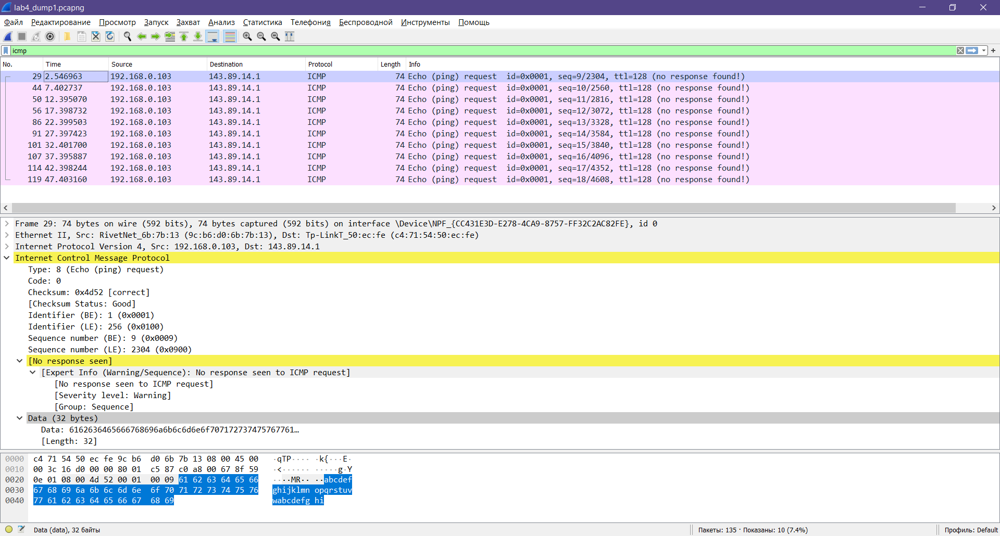 lab4_dump1.pcapng
Файл Редактирование Просмотр Запуск Захват Анализ Статистика Телефония Беспроводной Инструменты Помощь
icmp
No. Time Source Destination Protocol Length Info
29 2.546963 192.168.0.103 143.89.14.1 ICMP 74 Echo (ping) request id=0x0001, seq=9/2304, ttl=128 (no response found!)
44 7.402737 192.168.0.103 143.89.14.1 ICMP 74 Echo (ping) request id=0x0001, seq=10/2560, ttl=128 (no response found!)
50 12.395070 192.168.0.103 143.89.14.1 ICMP 74 Echo (ping) request id=0x0001, seq=11/2816, ttl=128 (no response found!)
56 17.398732 192.168.0.103 143.89.14.1 ICMP 74 Echo (ping) request id=0x0001, seq=12/3072, ttl=128 (no response found!)
86 22.399503 192.168.0.103 143.89.14.1 ICMP 74 Echo (ping) request id=0x0001, seq=13/3328, ttl=128 (no response found!)
91 27.397423 192.168.0.103 143.89.14.1 ICMP 74 Echo (ping) request id=0x0001, seq=14/3584, ttl=128 (no response found!)
101 32.401700 192.168.0.103 143.89.14.1 ICMP 74 Echo (ping) request id=0x0001, seq=15/3840, ttl=128 (no response found!)
107 37.395887 192.168.0.103 143.89.14.1 ICMP 74 Echo (ping) request id=0x0001, seq=16/4096, ttl=128 (no response found!)
114 42.398244 192.168.0.103 143.89.14.1 ICMP 74 Echo (ping) request id=0x0001, seq=17/4352, ttl=128 (no response found!)
119 47.403160 192.168.0.103 143.89.14.1 ICMP 74 Echo (ping) request id=0x0001, seq=18/4608, ttl=128 (no response found!)
Frame 29: 74 bytes on wire (592 bits), 74 bytes captured (592 bits) on interface \Device\NPF_{CC431E3D-E278-4CA9-8757-FF32C2AC82FE}, id 0
Ethernet II, Src: RivetNet_6b:7b:13 (9c:b6:d0:6b:7b:13), Dst: Tp-LinkT_50:ec:fe (c4:71:54:50:ec:fe)
Internet Protocol Version 4, Src: 192.168.0.103, Dst: 143.89.14.1
Internet Control Message Protocol
Type: 8 (Echo (ping) request)
Code: 0
Checksum: 0x4d52 [correct]
[Checksum Status: Good]
Identifier (BE): 1 (0x0001)
Identifier (LE): 256 (0x0100)
Sequence number (BE): 9 (0x0009)
Sequence number (LE): 2304 (0x0900)
[No response seen]
[Expert Info (Warning/Sequence): No response seen to ICMP request]
[No response seen to ICMP request]
[Severity level: Warning]
[Group: Sequence]
Data (32 bytes)
Data: 6162636465666768696a6b6c6d6e6f7071727374757677​61…
[Length: 32]
0000 c4 71 54 50 ec fe 9c b6 d0 6b 7b 13 08 00 45 00 ·qTP···· ·k{···E·
0010 00 3c 16 d0 00 00 80 01 c5 87 c0 a8 00 67 8f 59 ·<······ ·····g·Y
0020 0e 01 08 00 4d 52 00 01 00 09 61 62 63 64 65 66 ····MR·· ··abcdef
0030 67 68 69 6a 6b 6c 6d 6e 6f 70 71 72 73 74 75 76 ghijklmn opqrstuv
0040 77 61 62 63 64 65 66 67 68 69 wabcdefg hi
Data (data), 32 байты Пакеты: 135 · Показаны: 10 (7.4%) Профиль: Default